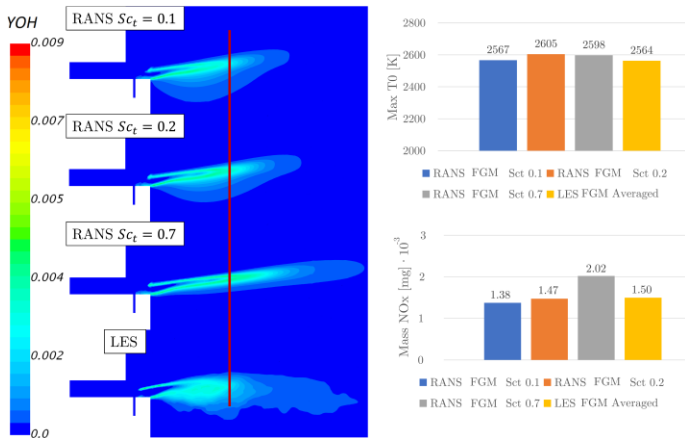 YOH
0.009
0.007
0.006
0.004
0.002
0.0
RANS Sc_t = 0.1
RANS Sc_t = 0.2
RANS Sc_t = 0.7
LES
Max T0 [K]
2800
2600
2400
2200
2000
2567
2605
2598
2564
RANS FGM Sct 0.1
RANS FGM Sct 0.2
RANS FGM Sct 0.7
LES FGM Averaged
Mass NOx [mg] · 10³
3
2
1
0
1.38
1.47
2.02
1.50
RANS FGM Sct 0.1
RANS FGM Sct 0.2
RANS FGM Sct 0.7
LES FGM Averaged